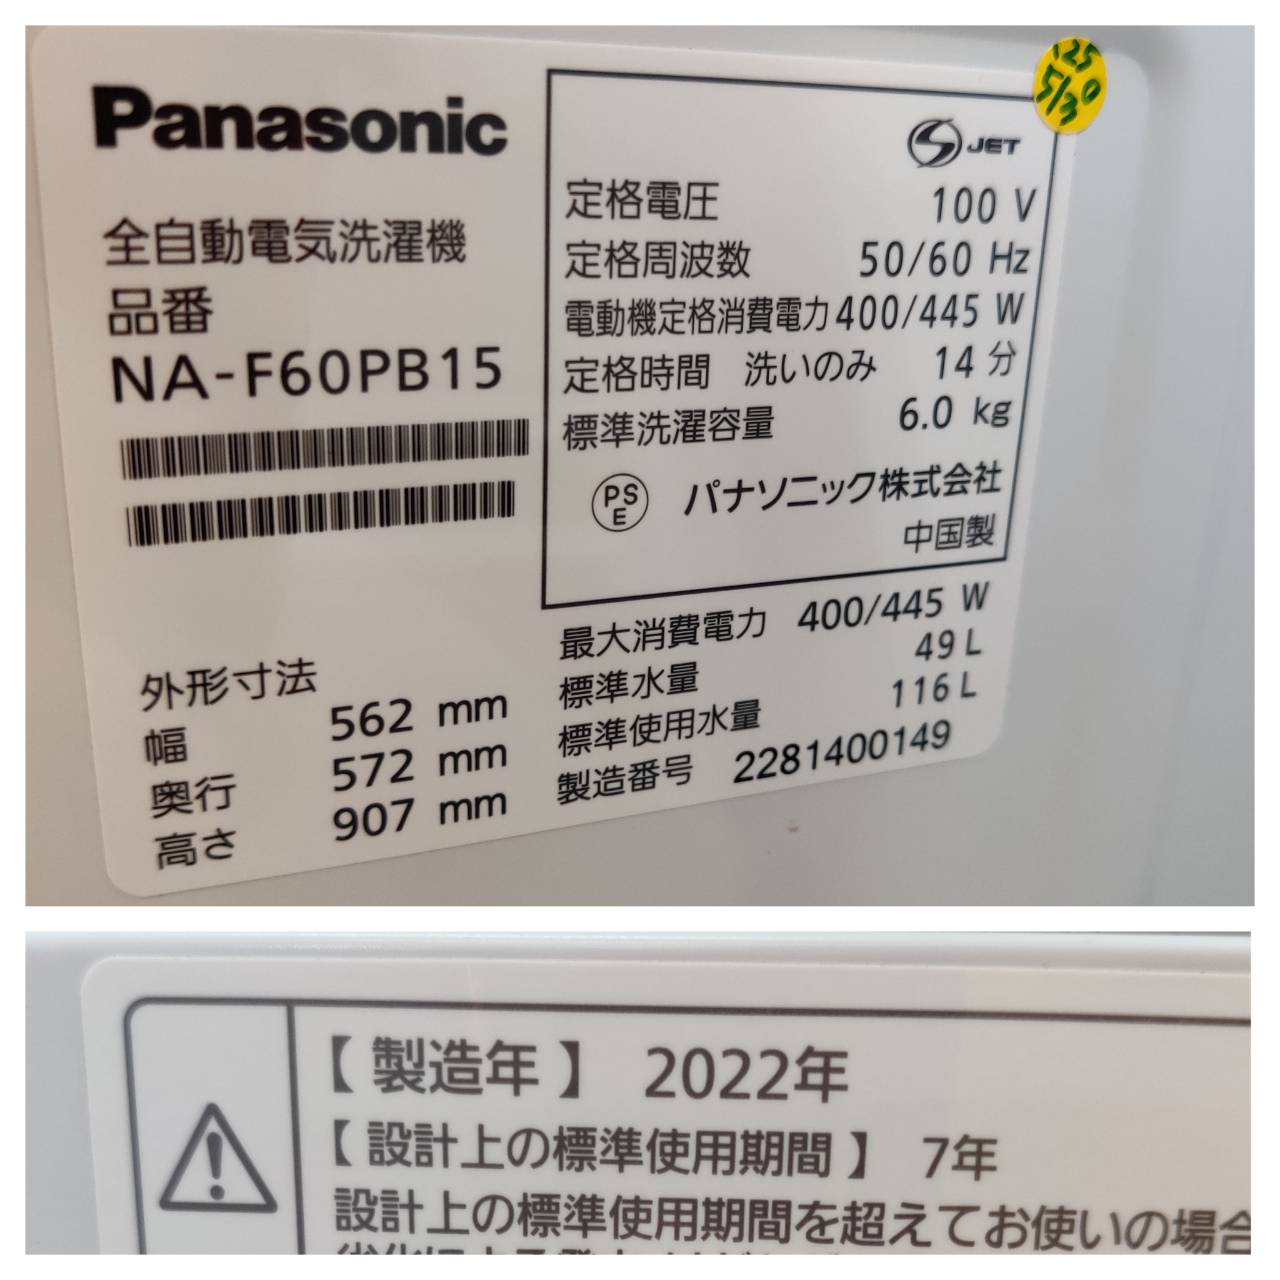 Panasonic
全自動電気洗濯機
品番
NA-F60PB15
外形寸法
幅 562 mm
奥行 572 mm
高さ 907 mm
'25
5/30
JET
定格電圧 100 V
定格周波数 50/60 Hz
電動機定格消費電力 400/445 W
定格時間 洗いのみ 14 分
標準洗濯容量 6.0 kg
PS
E
パナソニック株式会社
中国製
最大消費電力 400/445 W
標準水量 49 L
標準使用水量 116 L
製造番号 2281400149
【 製造年 】 2022年
【 設計上の標準使用期間 】 7年
設計上の標準使用期間を超えてお使いの場合